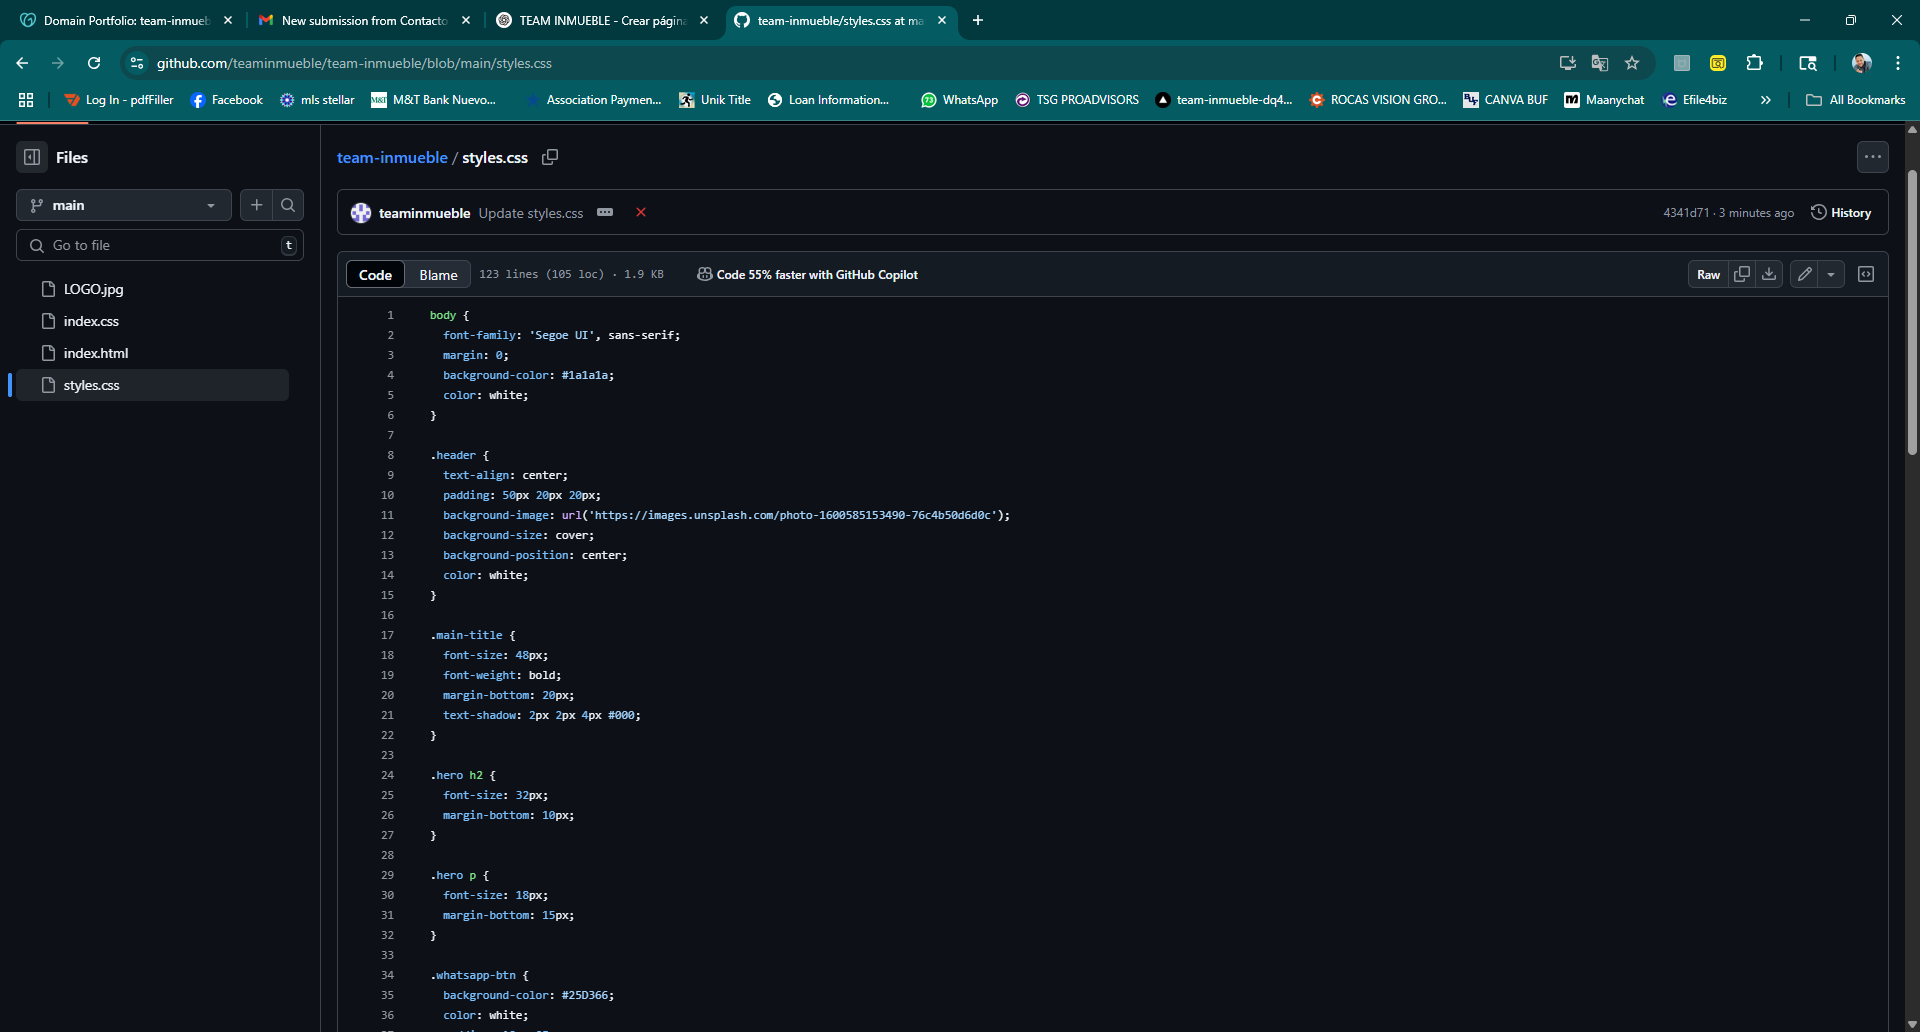 Domain Portfolio: team-inmueb
New submission from Contacto
TEAM INMUEBLE - Crear página
team-inmueble/styles.css at ma
github.com/teaminmueble/team-inmueble/blob/main/styles.css
Log In - pdfFiller
Facebook
mls stellar
M&T Bank Nuevo...
Association Paymen...
Unik Title
Loan Information...
WhatsApp
TSG PROADVISORS
team-inmueble-dq4...
ROCAS VISION GRO...
CANVA BUF
Maanychat
Efile4biz
All Bookmarks
Files
main
Go to file
t
LOGO.jpg
index.css
index.html
styles.css
team-inmueble / styles.css
teaminmueble Update styles.css
4341d71 · 3 minutes ago
History
Code
Blame
123 lines (105 loc) · 1.9 KB
Code 55% faster with GitHub Copilot
Raw
1 body {
2 font-family: 'Segoe UI', sans-serif;
3 margin: 0;
4 background-color: #1a1a1a;
5 color: white;
6 }
7
8 .header {
9 text-align: center;
10 padding: 50px 20px 20px;
11 background-image: url('https://images.unsplash.com/photo-1600585153490-76c4b50d6d0c');
12 background-size: cover;
13 background-position: center;
14 color: white;
15 }
16
17 .main-title {
18 font-size: 48px;
19 font-weight: bold;
20 margin-bottom: 20px;
21 text-shadow: 2px 2px 4px #000;
22 }
23
24 .hero h2 {
25 font-size: 32px;
26 margin-bottom: 10px;
27 }
28
29 .hero p {
30 font-size: 18px;
31 margin-bottom: 15px;
32 }
33
34 .whatsapp-btn {
35 background-color: #25D366;
36 color: white;